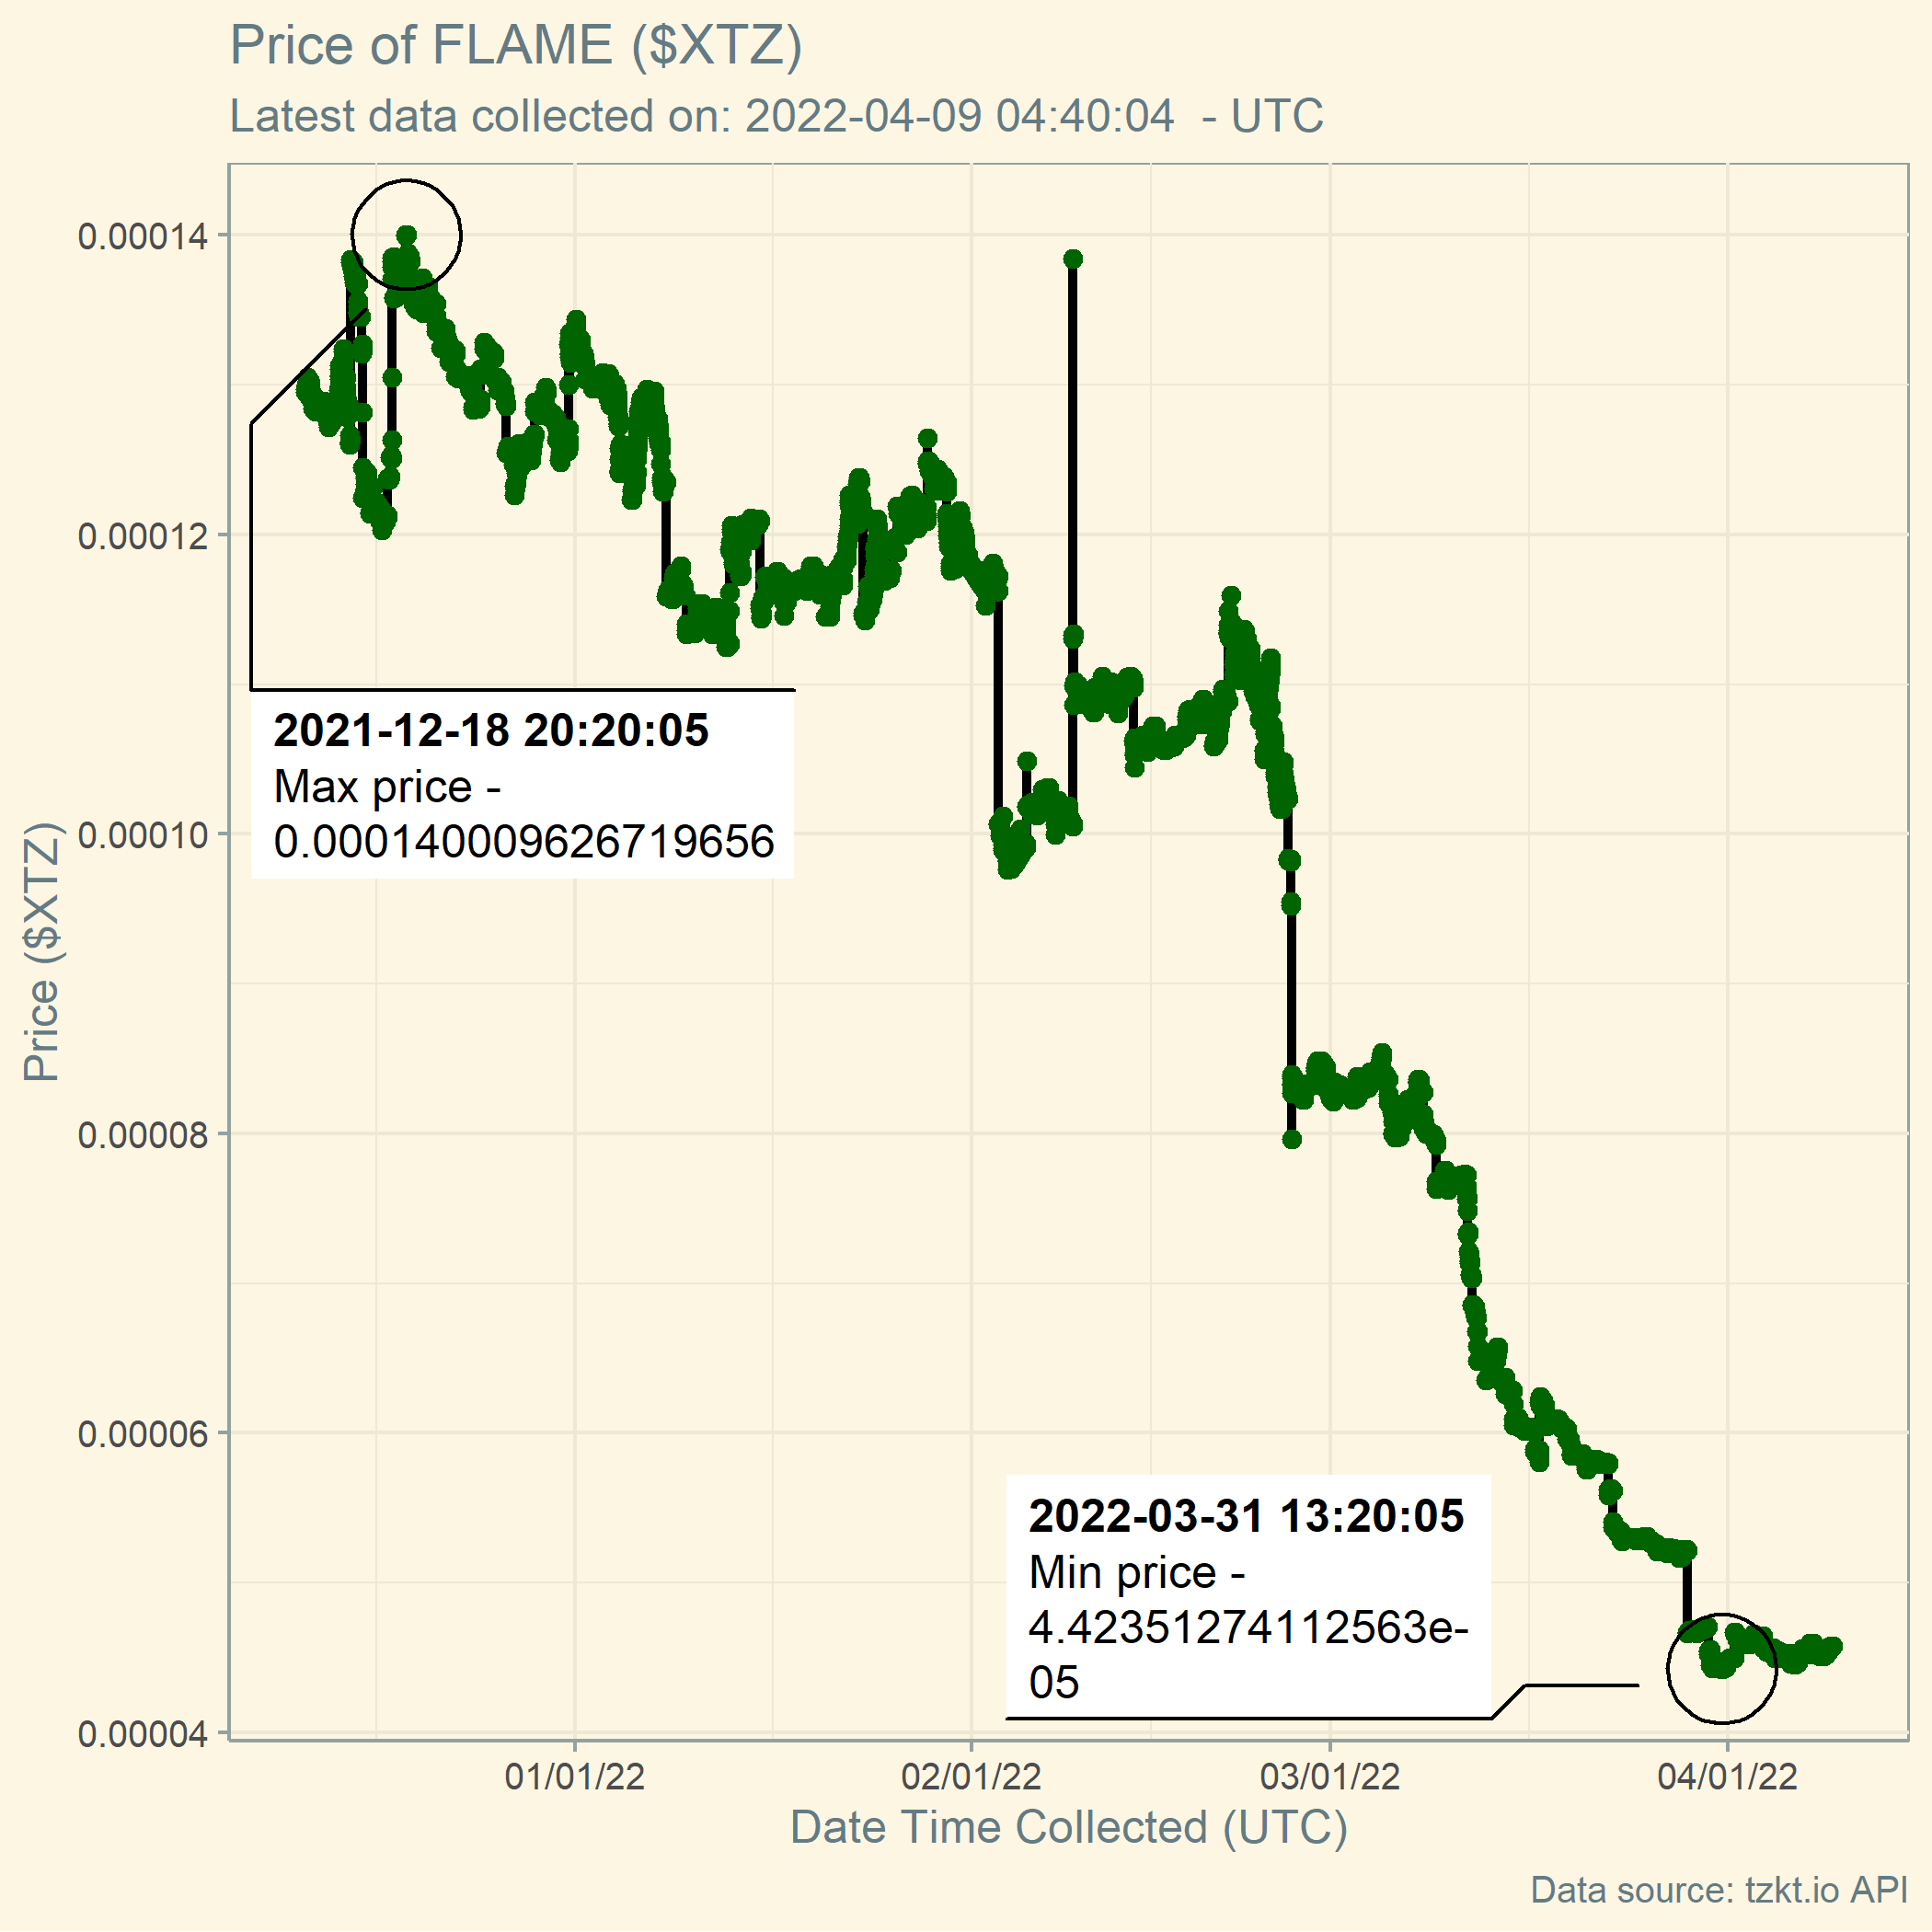 Price of FLAME ($XTZ)
Latest data collected on: 2022-04-09 04:40:04  - UTC
0.00014
0.00012
0.00010
0.00008
0.00006
0.00004
Price ($XTZ)
2021-12-18 20:20:05
Max price -
0.000140009626719656
2022-03-31 13:20:05
Min price -
4.42351274112563e-
05
01/01/22
02/01/22
03/01/22
04/01/22
Date Time Collected (UTC)
Data source: tzkt.io API